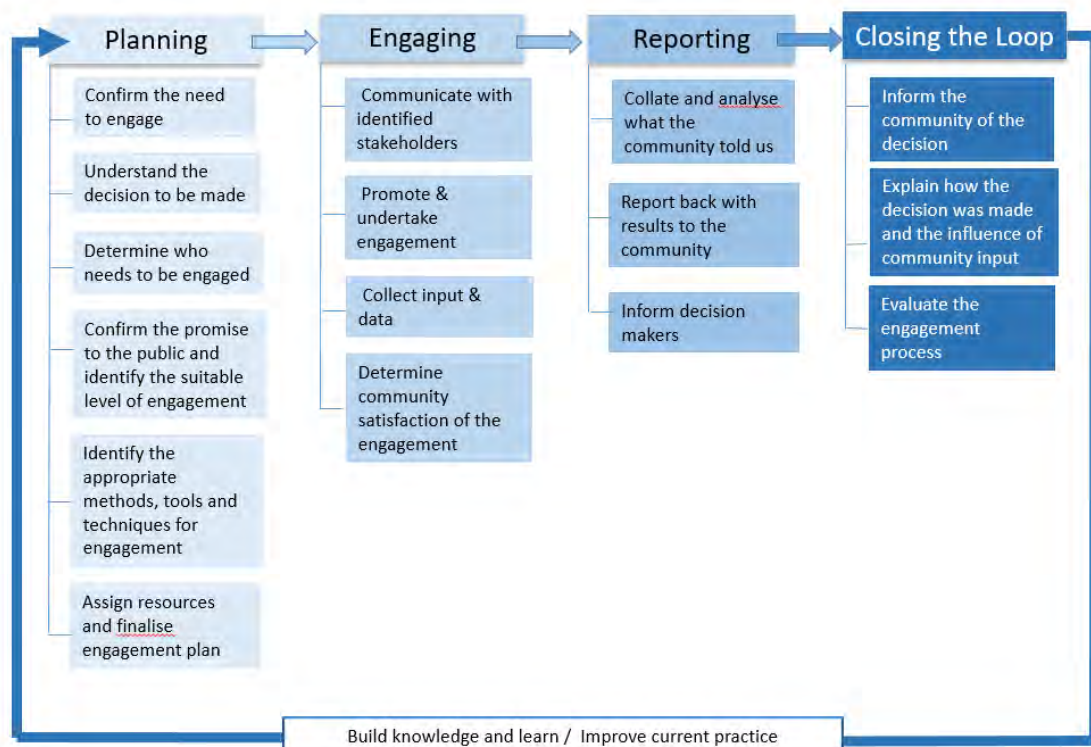 Planning
Engaging
Reporting
Closing the Loop
Confirm the need
to engage
Understand the
decision to be made
Determine who
needs to be engaged
Confirm the promise
to the public and
identify the suitable
level of engagement
Identify the
appropriate
methods, tools and
techniques for
engagement
Assign resources
and finalise
engagement plan
Communicate with
identified
stakeholders
Promote &
undertake
engagement
Collect input &
data
Determine
community
satisfaction of the
engagement
Collate and analyse
what the
community told us
Report back with
results to the
community
Inform decision
makers
Inform the
community of the
decision
Explain how the
decision was made
and the influence of
community input
Evaluate the
engagement
process
Build knowledge and learn / Improve current practice